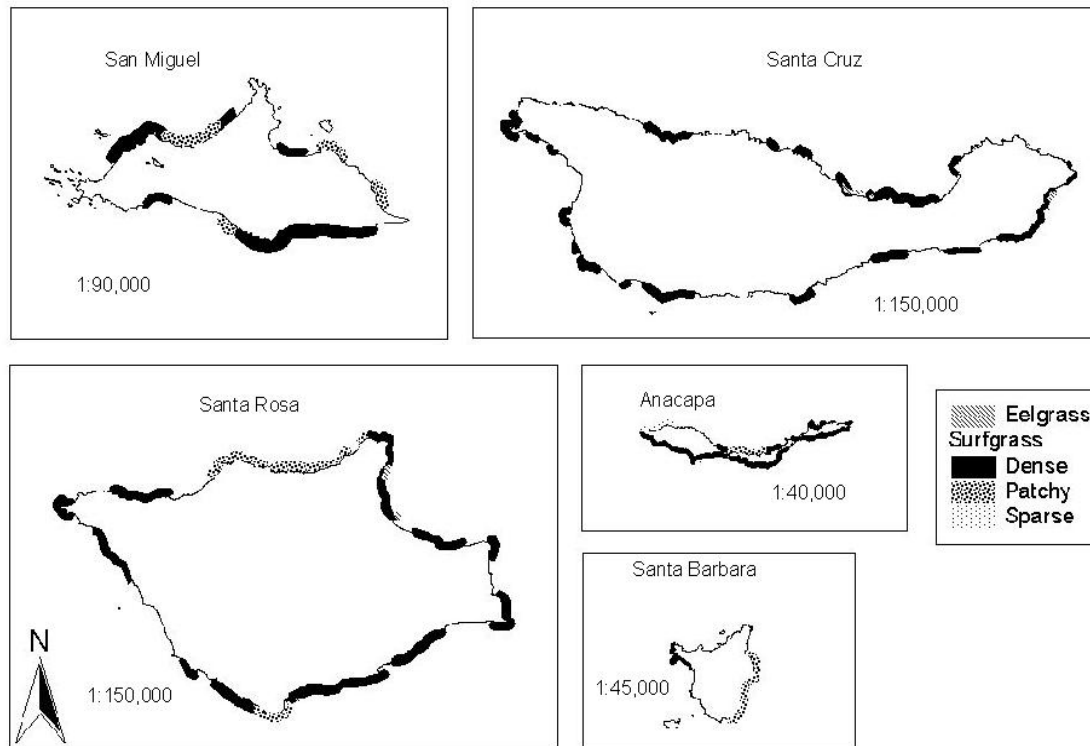 San Miguel
1:90,000
Santa Cruz
1:150,000
Santa Rosa
N
1:150,000
Anacapa
1:40,000
Santa Barbara
1:45,000
Eelgrass
Surfgrass
Dense
Patchy
Sparse